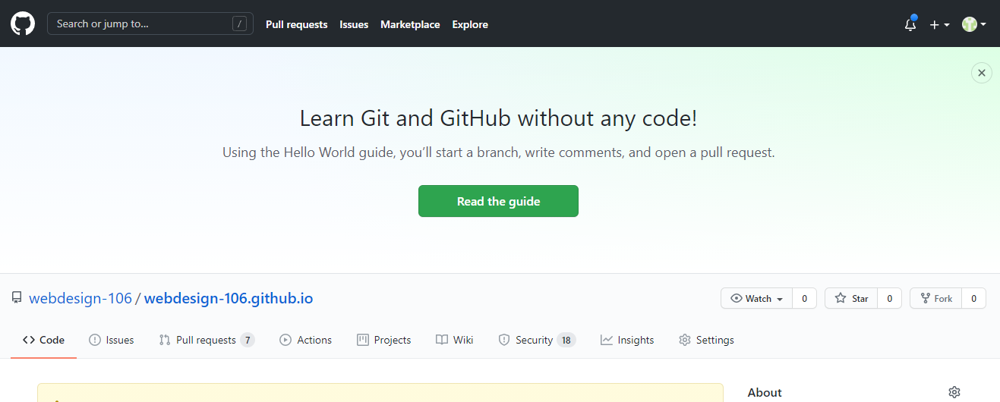 Search or jump to... /
Pull requests Issues Marketplace Explore
Learn Git and GitHub without any code!
Using the Hello World guide, you’ll start a branch, write comments, and open a pull request.
Read the guide
webdesign-106 / webdesign-106.github.io
Watch 0 Star 0 Fork 0
Code Issues Pull requests 7 Actions Projects Wiki Security 18 Insights Settings
About